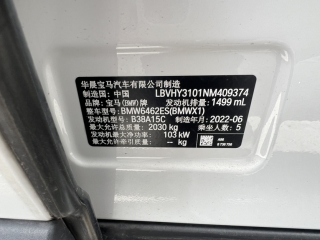 华晨宝马汽车有限公司制造
制造国：中国 LBVHY3101NM409374
品牌：宝马(BMW)牌 发动机排量：1499 mL
整车型号：BMW6462ES(BMWX1)
发动机型号：B38A15C 制造年月：2022-06
最大允许总质量：2030 kg 乘坐人数：5
发动机最大净功率：103 kW
最大允许牵引质量：- kg